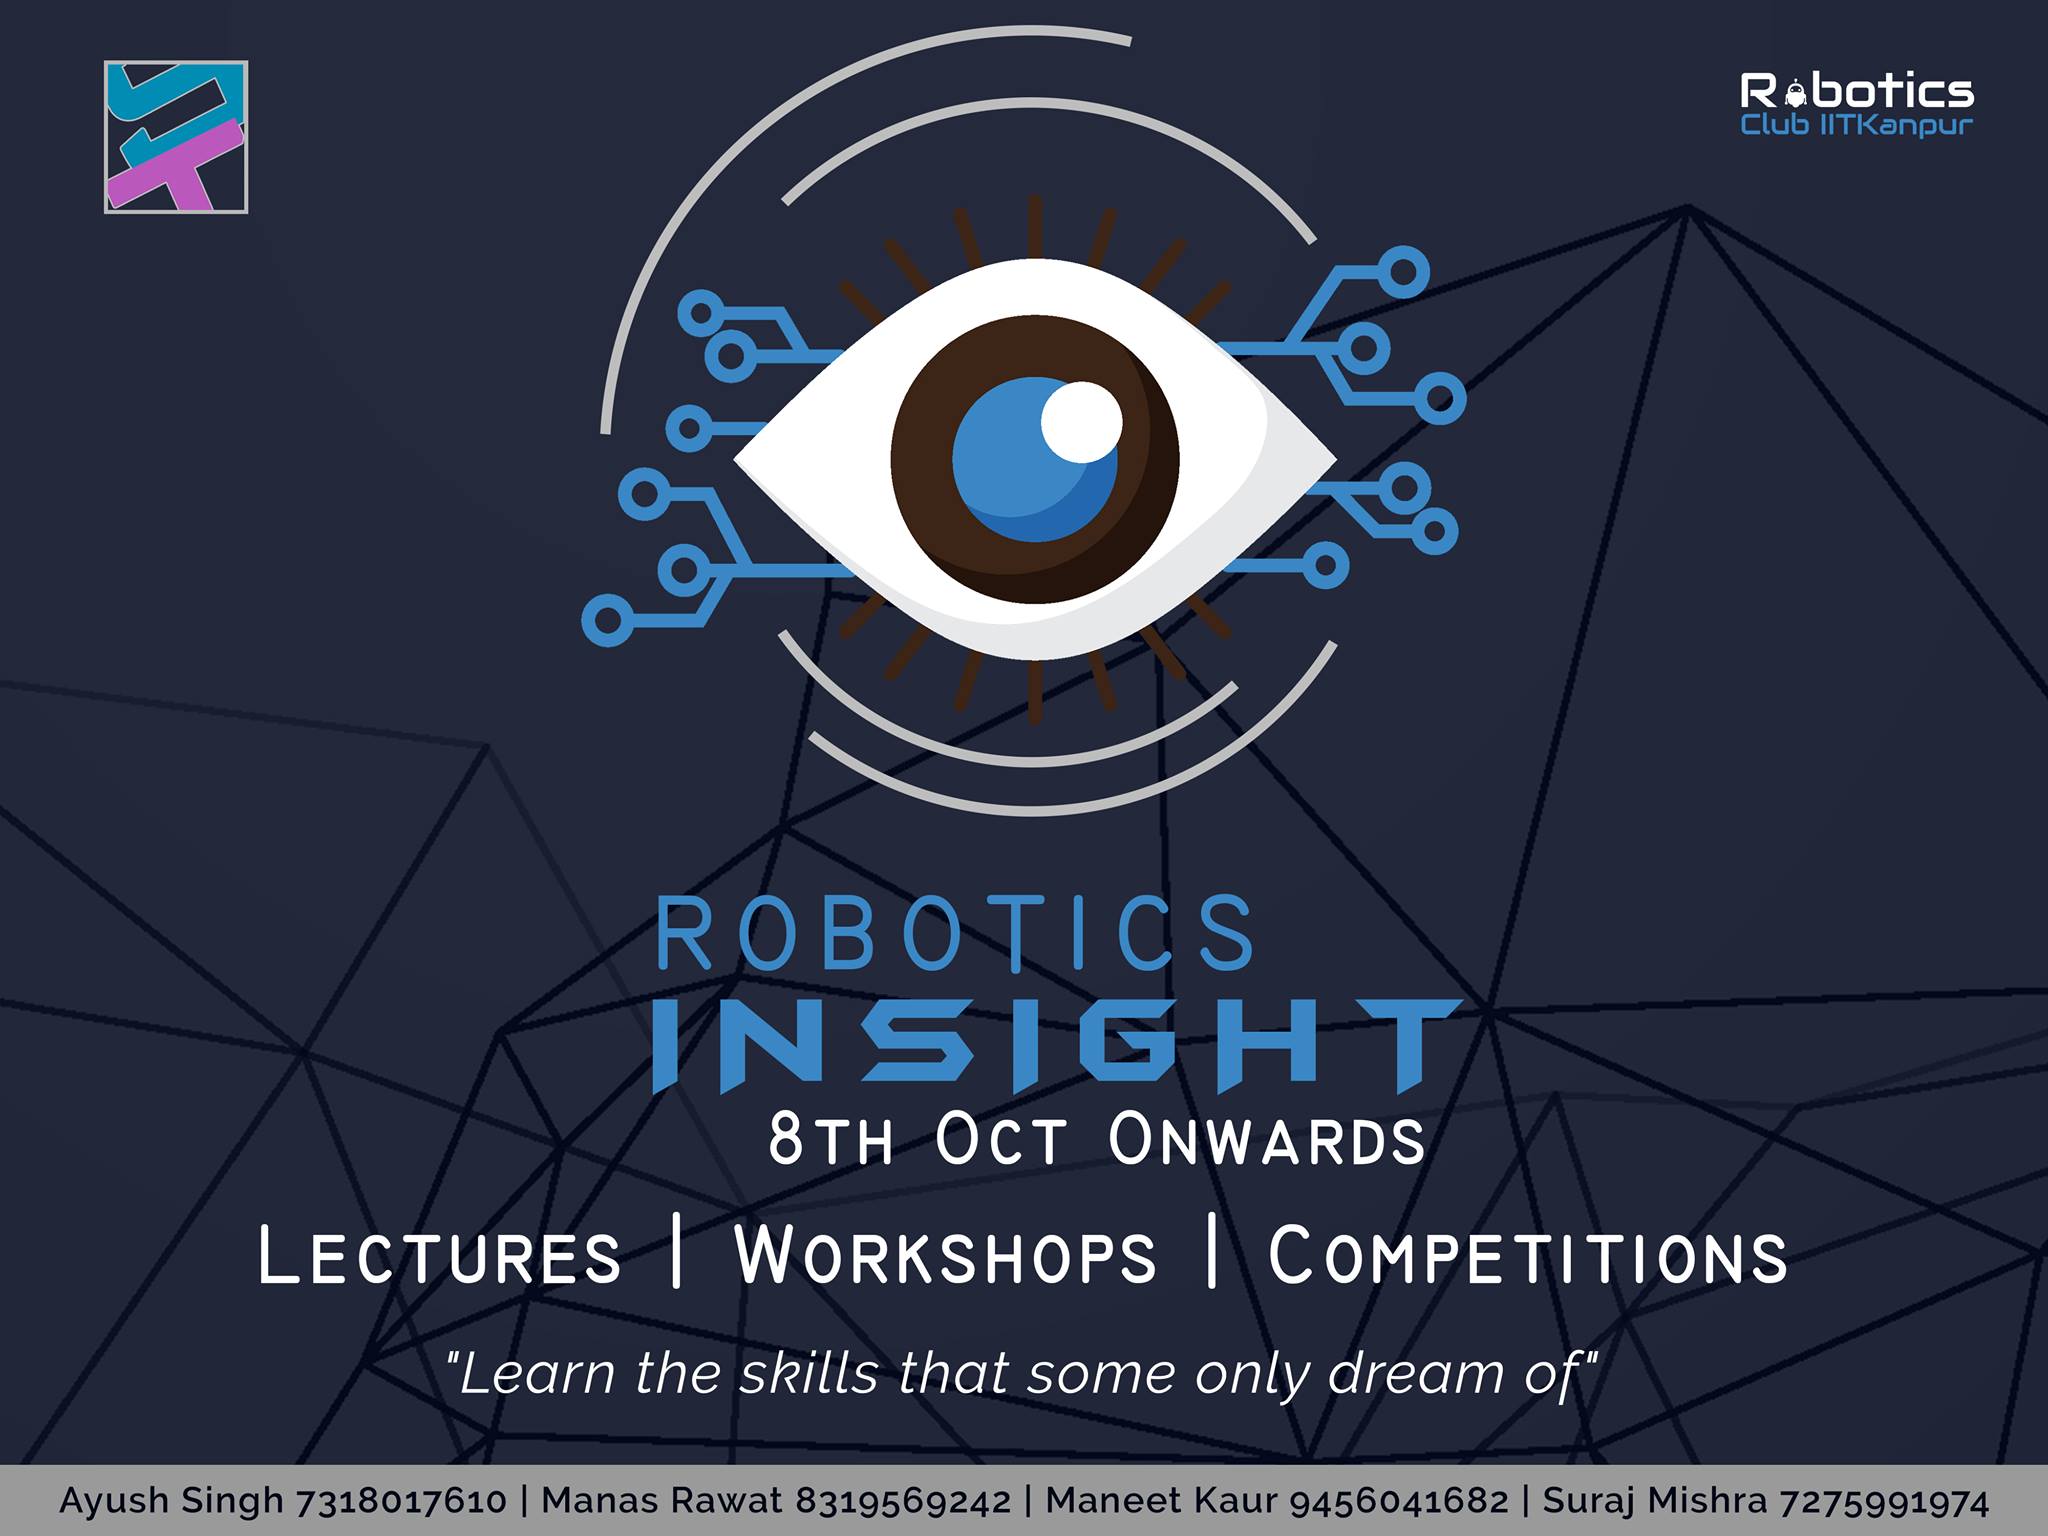 Robotics
Club IITKanpur
ROBOTICS
INSIGHT
8TH OCT ONWARDS
LECTURES | WORKSHOPS | COMPETITIONS
"Learn the skills that some only dream of"
Ayush Singh 7318017610 | Manas Rawat 8319569242 | Maneet Kaur 9456041682 | Suraj Mishra 7275991974